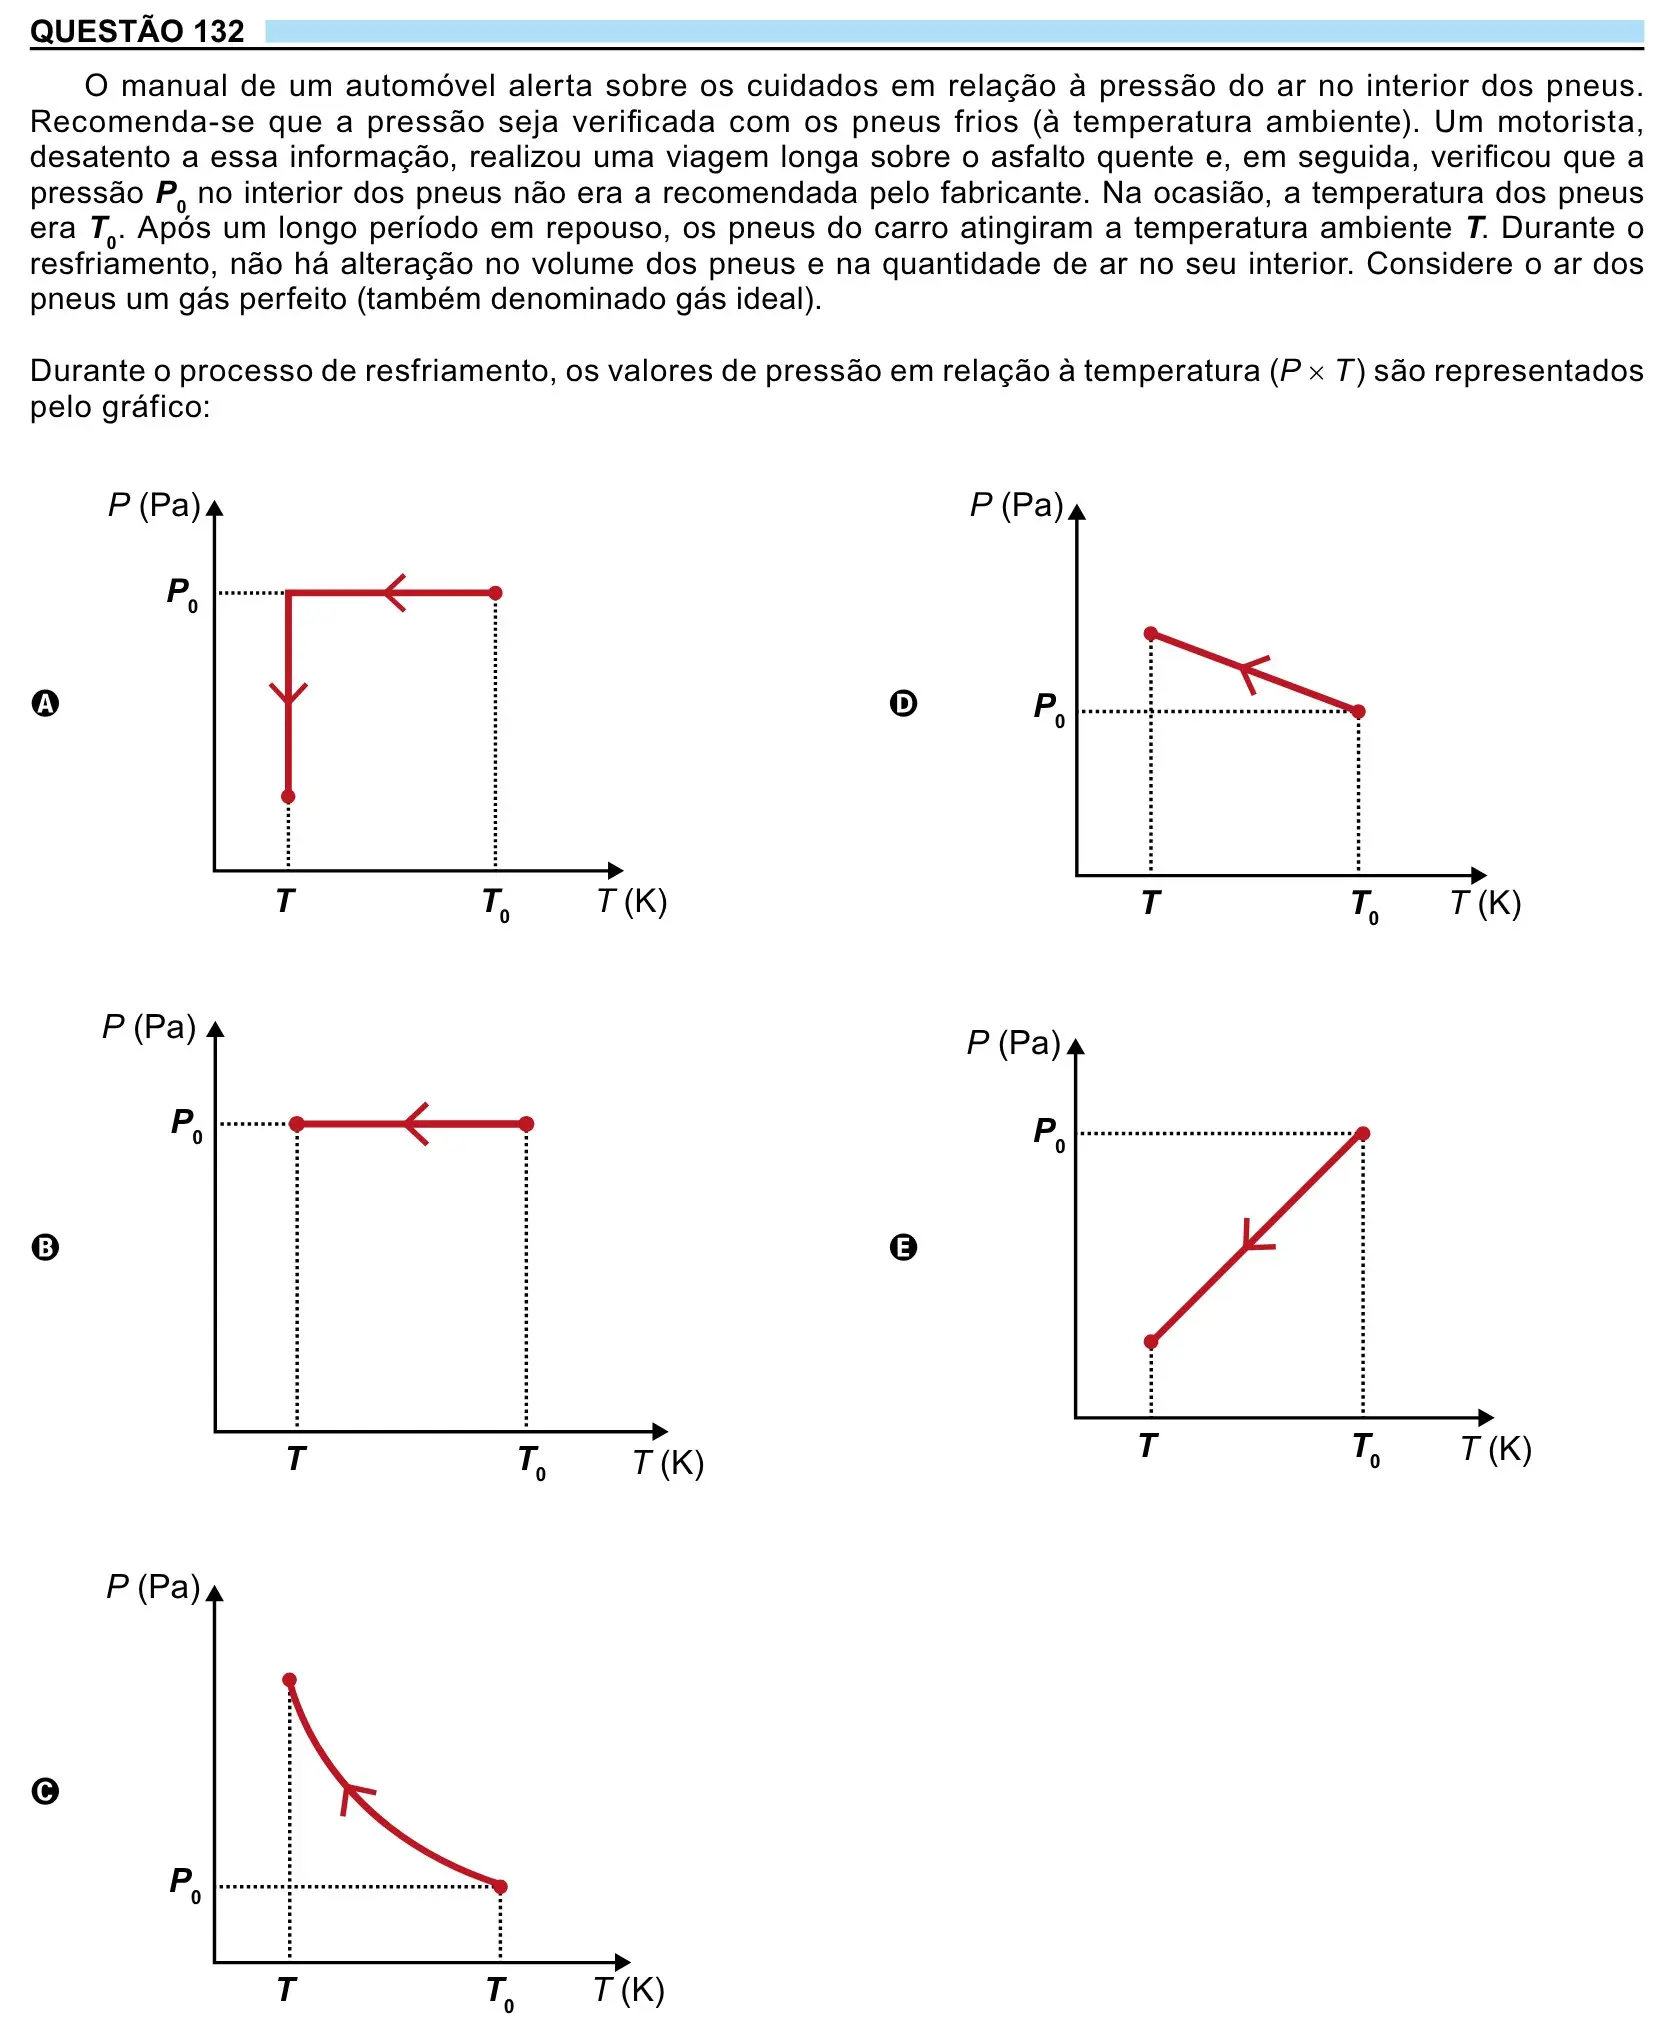 QUESTÃO 132
O manual de um automóvel alerta sobre os cuidados em relação à pressão do ar no interior dos pneus.
Recomenda-se que a pressão seja verificada com os pneus frios (à temperatura ambiente). Um motorista,
desatento a essa informação, realizou uma viagem longa sobre o asfalto quente e, em seguida, verificou que a
pressão P0 no interior dos pneus não era a recomendada pelo fabricante. Na ocasião, a temperatura dos pneus
era T0. Após um longo período em repouso, os pneus do carro atingiram a temperatura ambiente T. Durante o
resfriamento, não há alteração no volume dos pneus e na quantidade de ar no seu interior. Considere o ar dos
pneus um gás perfeito (também denominado gás ideal).
Durante o processo de resfriamento, os valores de pressão em relação à temperatura (P × T) são representados
pelo gráfico:
P (Pa)
P0
A
T T0 T (K)
P (Pa)
P0
B
T T0 T (K)
P (Pa)
C
P0
T T0 T (K)
P (Pa)
D
P0
T T0 T (K)
P (Pa)
P0
E
T T0 T (K)